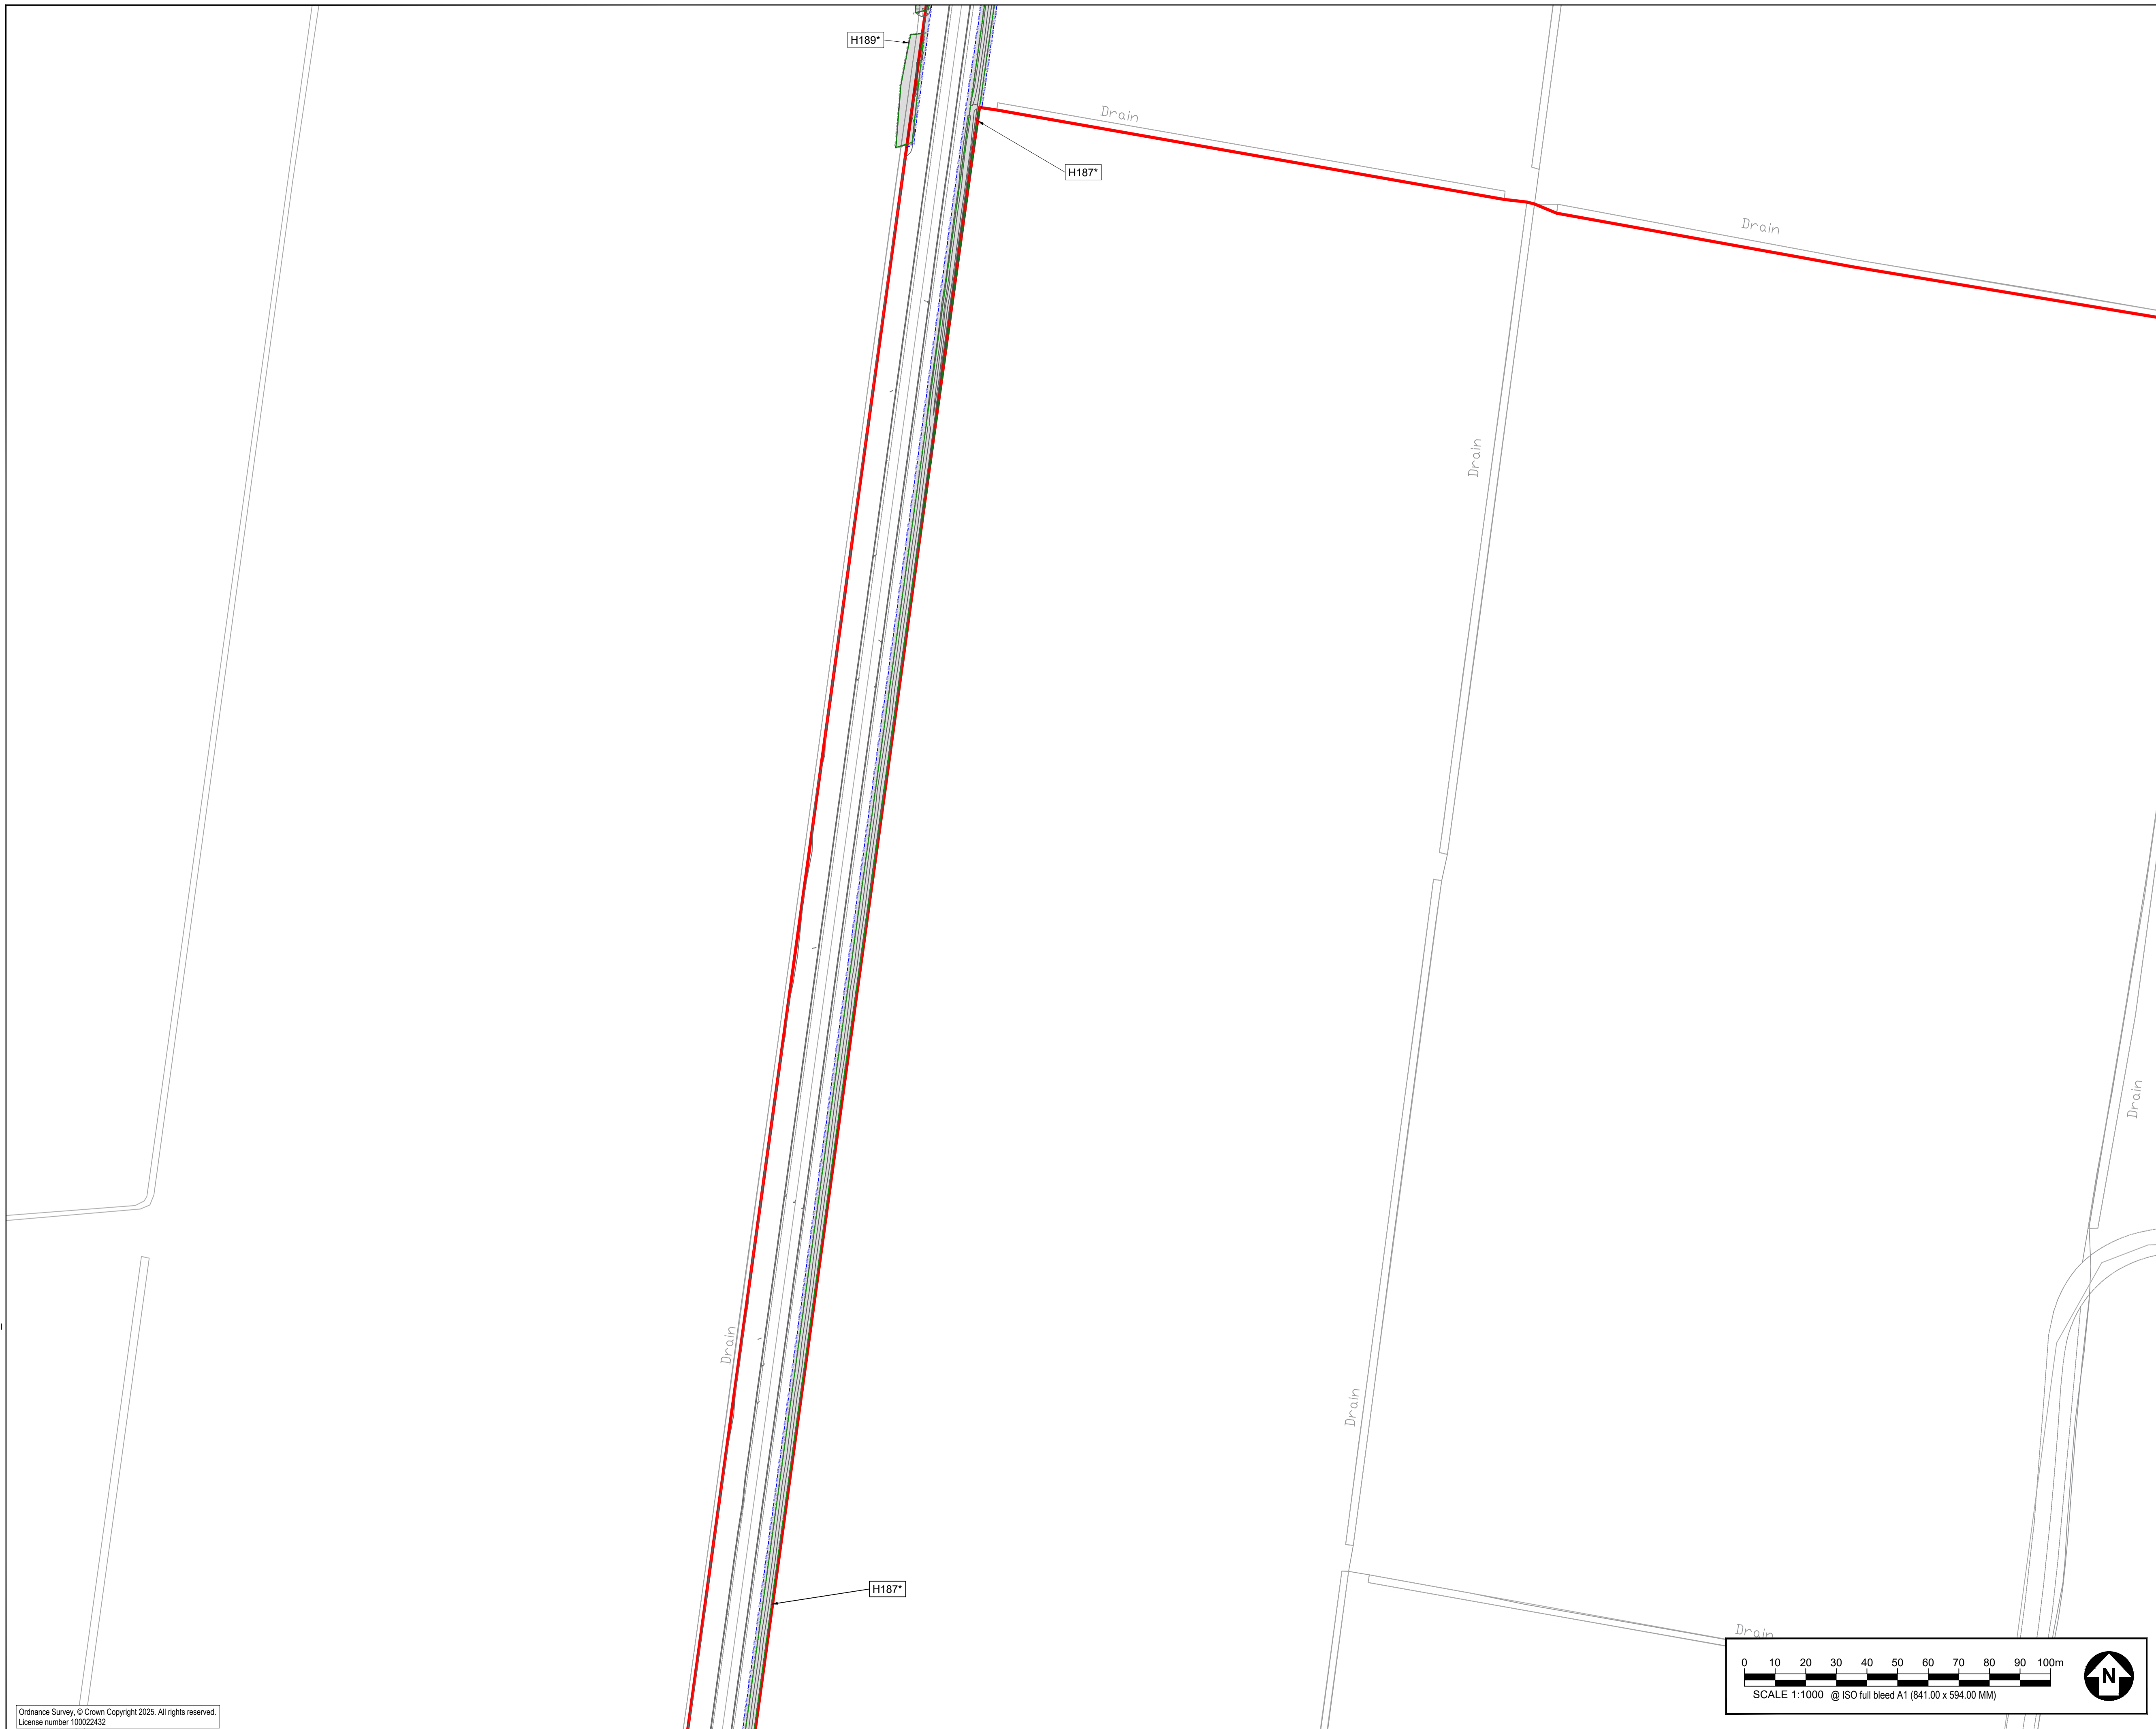 H189*
Drain
H187*
Drain
Drain
Drain
Drain
Drain
H187*
Drain
0 10 20 30 40 50 60 70 80 90 100m
SCALE 1:1000 @ ISO full bleed A1 (841.00 x 594.00 MM)
N
Ordnance Survey, © Crown Copyright 2025. All rights reserved.
License number 100022432